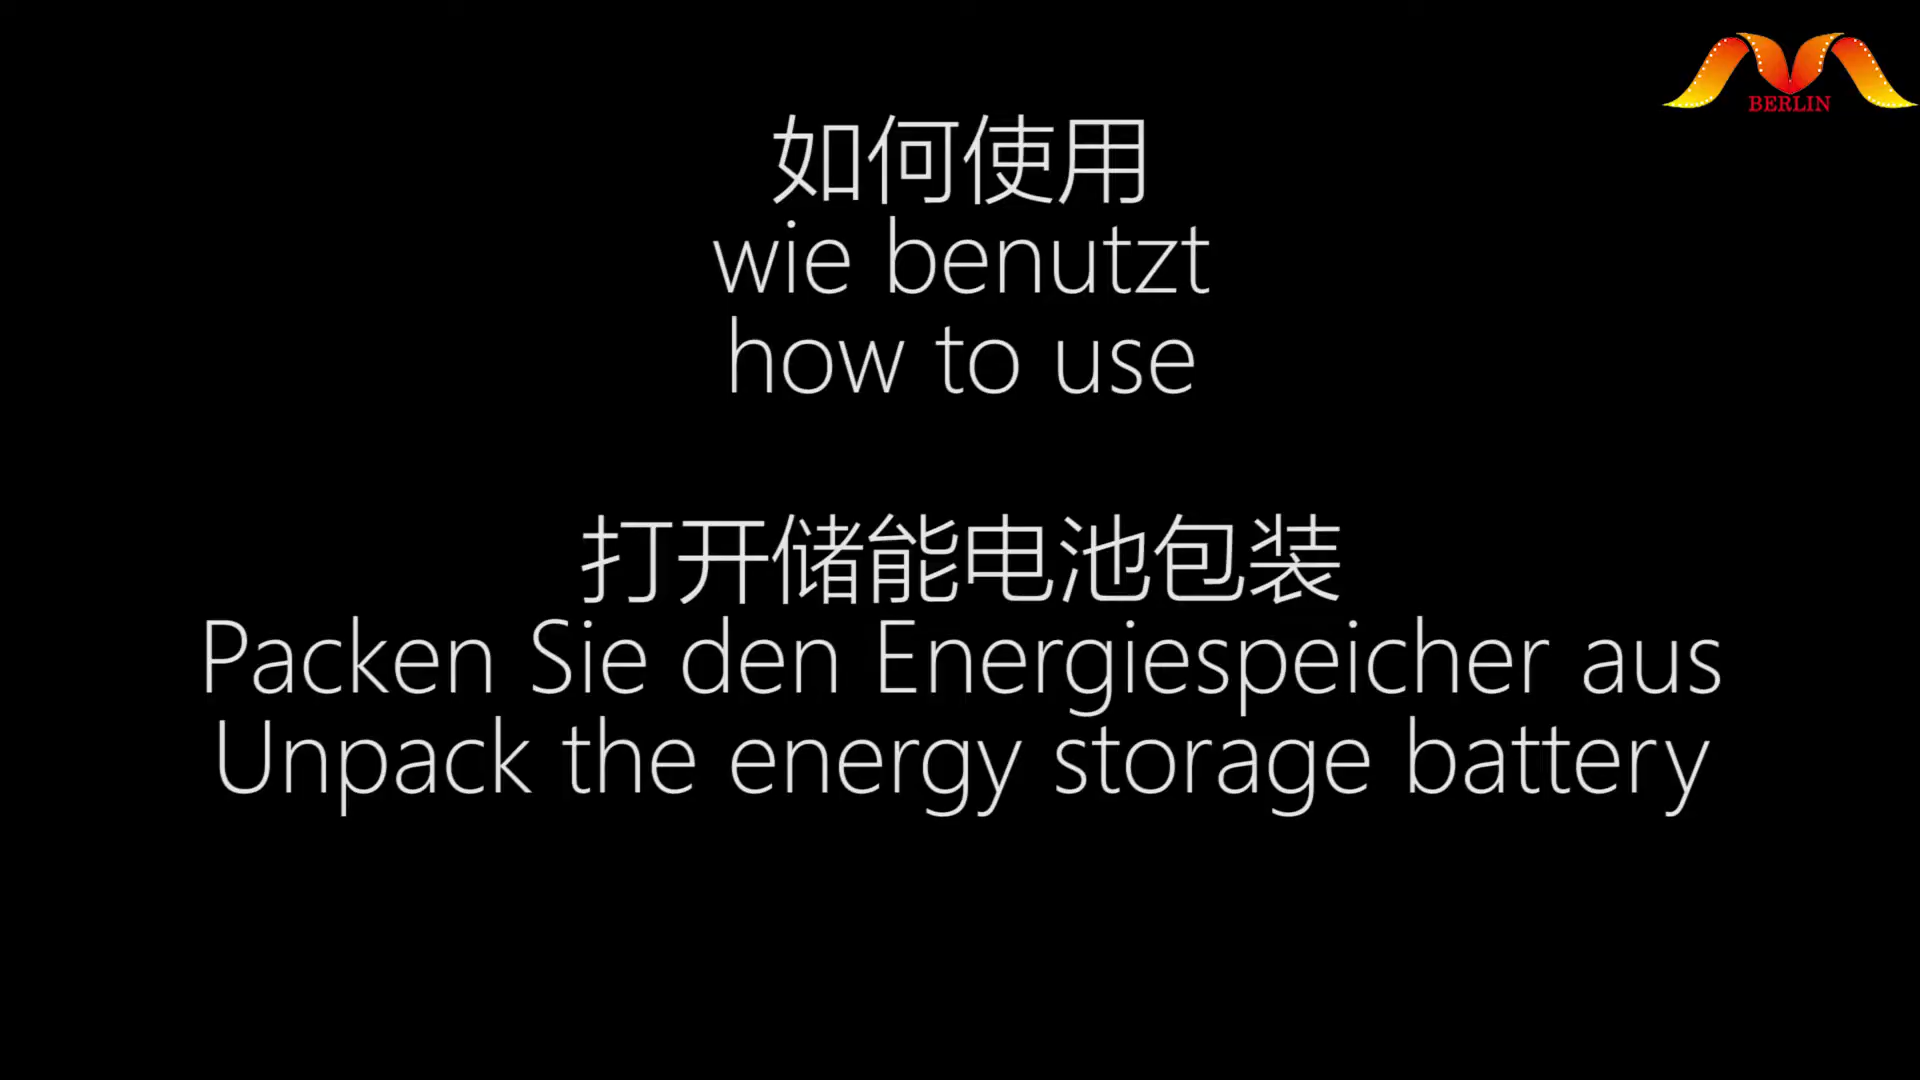 BERLIN
如何使用
wie benutzt
how to use
打开储能电池包装
Packen Sie den Energiespeicher aus
Unpack the energy storage battery